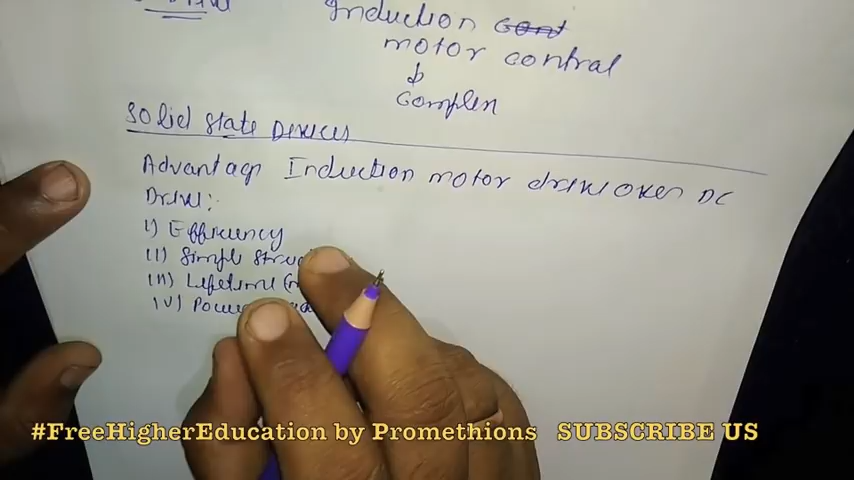 Induction
motor control
Complex
Solid State Devices
Advantage Induction motor drive over DC
Drive:
i) Efficiency
ii) Simple
iii) Lifetime
iv) Power
#FreeHigherEducation by Promethions SUBSCRIBE US